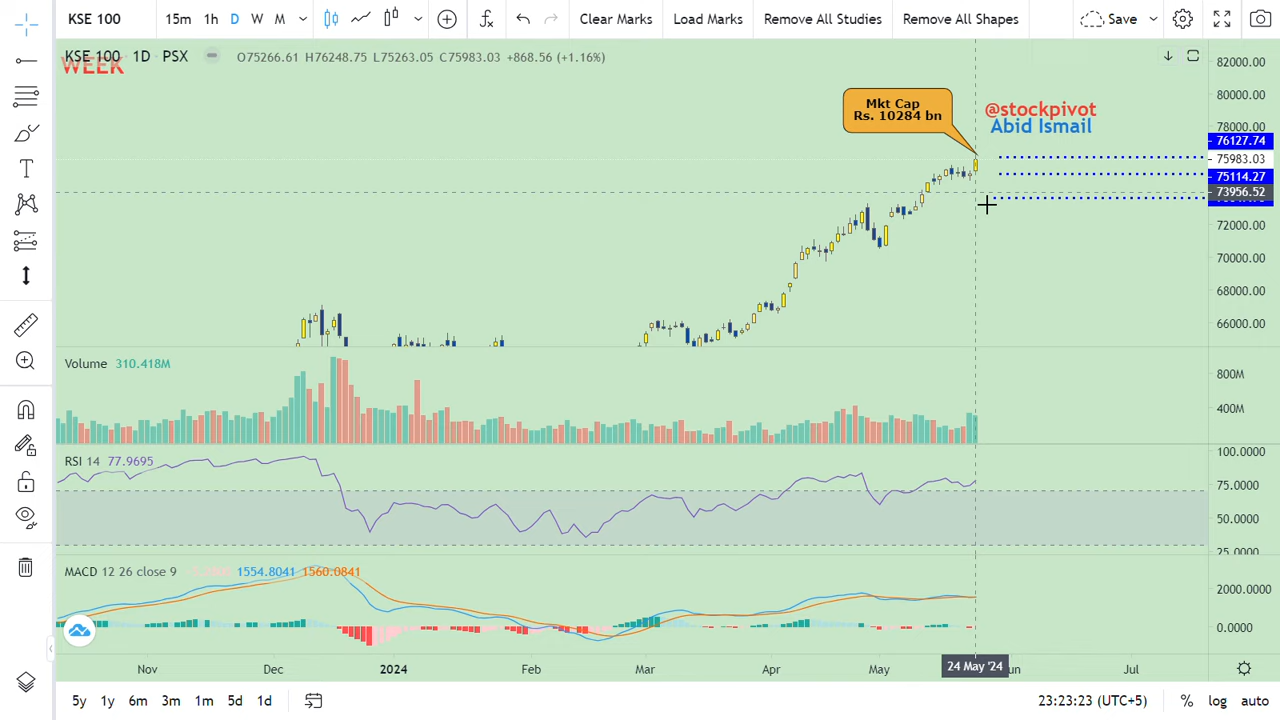 KSE 100 15m 1h D W M Clear Marks Load Marks Remove All Studies Remove All Shapes Save
KSE 100 1D PSX O75266.61 H76248.75 L75263.05 C75983.03 +868.56 (+1.16%)
WEEK
Mkt Cap
Rs. 10284 bn
@stockpivot
Abid Ismail
82000.00
80000.00
78000.00
76127.74
75983.03
75114.27
73956.52
72000.00
70000.00
68000.00
66000.00
Volume 310.418M
800M
400M
RSI 14 77.9695
100.0000
75.0000
50.0000
25.0000
MACD 12 26 close 9 1554.8041 1560.0841
2000.0000
0.0000
Nov Dec 2024 Feb Mar Apr May 24 May '24 Jul
5y 1y 6m 3m 1m 5d 1d 23:23:23 (UTC+5) % log auto